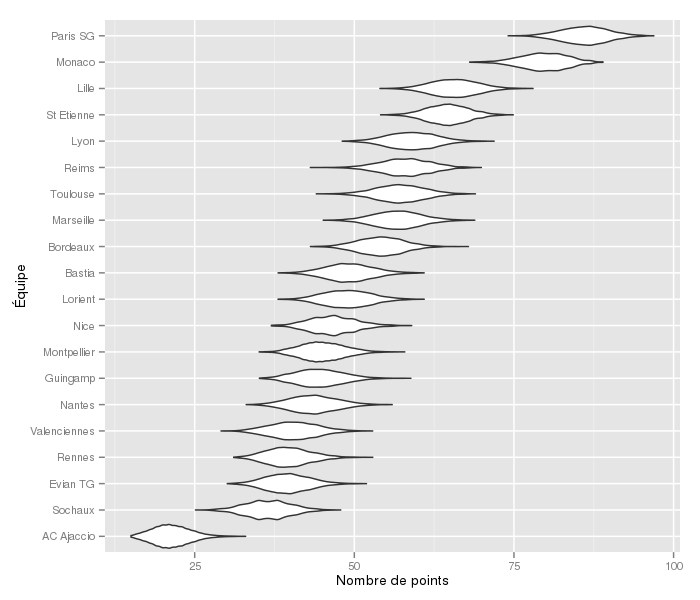 Paris SG
Monaco
Lille
St Etienne
Lyon
Reims
Toulouse
Marseille
Bordeaux
Bastia
Lorient
Nice
Montpellier
Guingamp
Nantes
Valenciennes
Rennes
Evian TG
Sochaux
AC Ajaccio
Équipe
25 50 75 100
Nombre de points